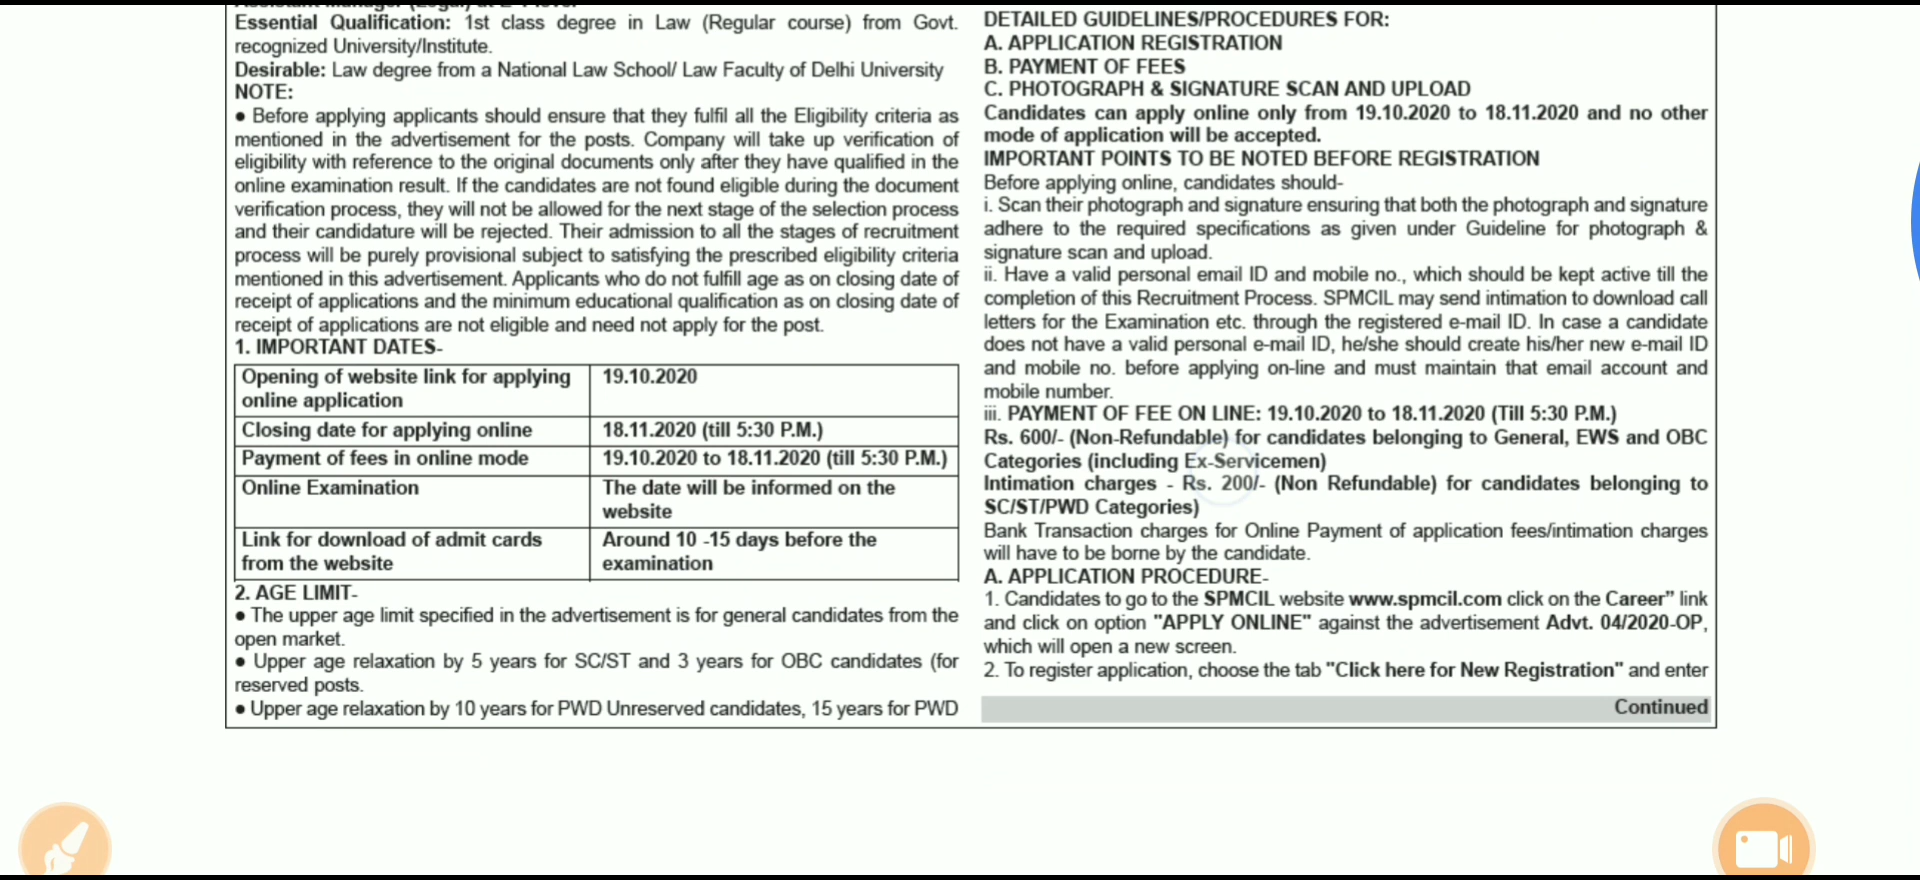 Essential Qualification: 1st class degree in Law (Regular course) from Govt.
recognized University/Institute.
Desirable: Law degree from a National Law School/ Law Faculty of Delhi University
NOTE:
● Before applying applicants should ensure that they fulfil all the Eligibility criteria as
mentioned in the advertisement for the posts. Company will take up verification of
eligibility with reference to the original documents only after they have qualified in the
online examination result. If the candidates are not found eligible during the document
verification process, they will not be allowed for the next stage of the selection process
and their candidature will be rejected. Their admission to all the stages of recruitment
process will be purely provisional subject to satisfying the prescribed eligibility criteria
mentioned in this advertisement. Applicants who do not fulfill age as on closing date of
receipt of applications and the minimum educational qualification as on closing date of
receipt of applications are not eligible and need not apply for the post.
1. IMPORTANT DATES-
Opening of website link for applying
online application
19.10.2020
Closing date for applying online
18.11.2020 (till 5:30 P.M.)
Payment of fees in online mode
19.10.2020 to 18.11.2020 (till 5:30 P.M.)
Online Examination
The date will be informed on the
website
Link for download of admit cards
from the website
Around 10 -15 days before the
examination
2. AGE LIMIT-
● The upper age limit specified in the advertisement is for general candidates from the
open market.
● Upper age relaxation by 5 years for SC/ST and 3 years for OBC candidates (for
reserved posts.
● Upper age relaxation by 10 years for PWD Unreserved candidates, 15 years for PWD
DETAILED GUIDELINES/PROCEDURES FOR:
A. APPLICATION REGISTRATION
B. PAYMENT OF FEES
C. PHOTOGRAPH & SIGNATURE SCAN AND UPLOAD
Candidates can apply online only from 19.10.2020 to 18.11.2020 and no other
mode of application will be accepted.
IMPORTANT POINTS TO BE NOTED BEFORE REGISTRATION
Before applying online, candidates should-
i. Scan their photograph and signature ensuring that both the photograph and signature
adhere to the required specifications as given under Guideline for photograph &
signature scan and upload.
ii. Have a valid personal email ID and mobile no., which should be kept active till the
completion of this Recruitment Process. SPMCIL may send intimation to download call
letters for the Examination etc. through the registered e-mail ID. In case a candidate
does not have a valid personal e-mail ID, he/she should create his/her new e-mail ID
and mobile no. before applying on-line and must maintain that email account and
mobile number.
iii. PAYMENT OF FEE ON LINE: 19.10.2020 to 18.11.2020 (Till 5:30 P.M.)
Rs. 600/- (Non-Refundable) for candidates belonging to General, EWS and OBC
Categories (including Ex-Servicemen)
Intimation charges - Rs. 200/- (Non Refundable) for candidates belonging to
SC/ST/PWD Categories)
Bank Transaction charges for Online Payment of application fees/intimation charges
will have to be borne by the candidate.
A. APPLICATION PROCEDURE-
1. Candidates to go to the SPMCIL website www.spmcil.com click on the Career” link
and click on option "APPLY ONLINE" against the advertisement Advt. 04/2020-OP,
which will open a new screen.
2. To register application, choose the tab "Click here for New Registration" and enter
Continued